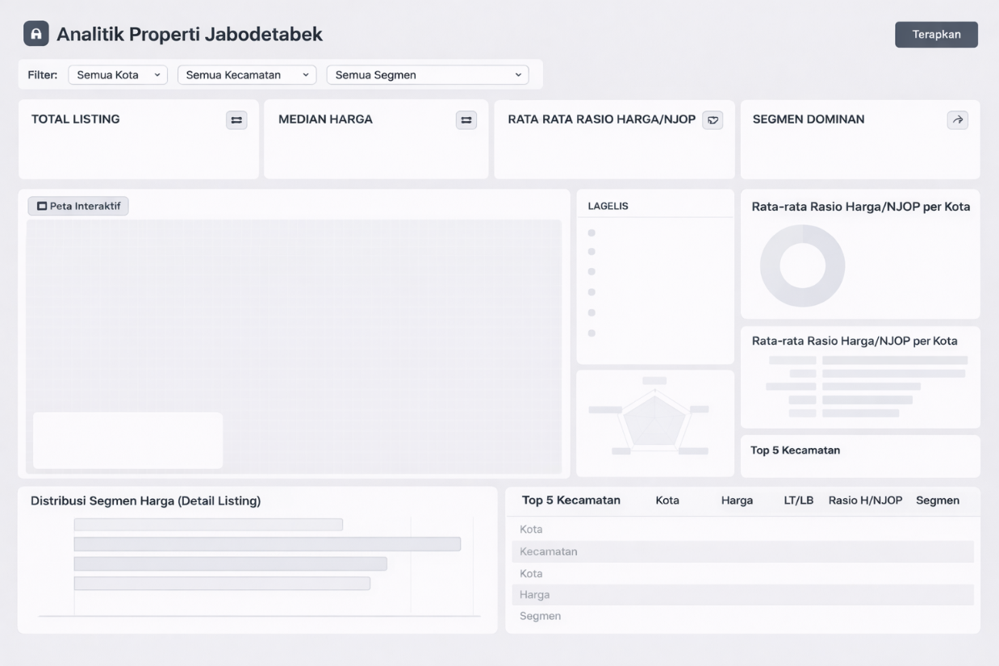 Analitik Properti Jabodetabek
Terapkan
Filter: Semua Kota Semua Kecamatan Semua Segmen
TOTAL LISTING
MEDIAN HARGA
RATA RATA RASIO HARGA/NJOP
SEGMEN DOMINAN
Peta Interaktif
LAGELIS
Rata-rata Rasio Harga/NJOP per Kota
Rata-rata Rasio Harga/NJOP per Kota
Top 5 Kecamatan
Distribusi Segmen Harga (Detail Listing)
Top 5 Kecamatan Kota Harga LT/LB Rasio H/NJOP Segmen
Kota
Kecamatan
Kota
Harga
Segmen